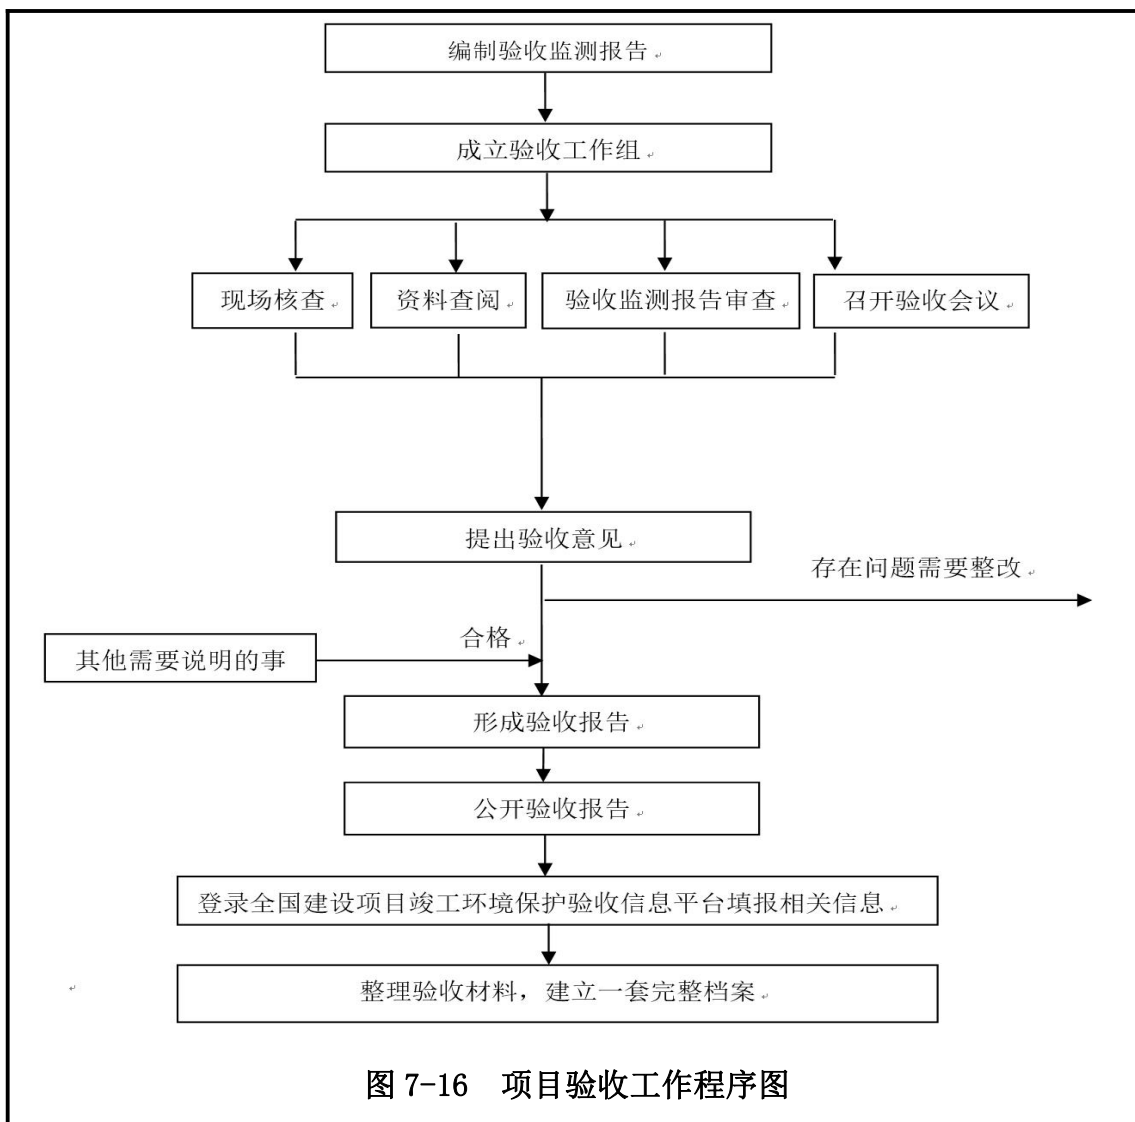 编制验收监测报告
成立验收工作组
现场核查
资料查阅
验收监测报告审查
召开验收会议
提出验收意见
存在问题需要整改
合格
其他需要说明的事
形成验收报告
公开验收报告
登录全国建设项目竣工环境保护验收信息平台填报相关信息
整理验收材料，建立一套完整档案
图 7-16 项目验收工作程序图